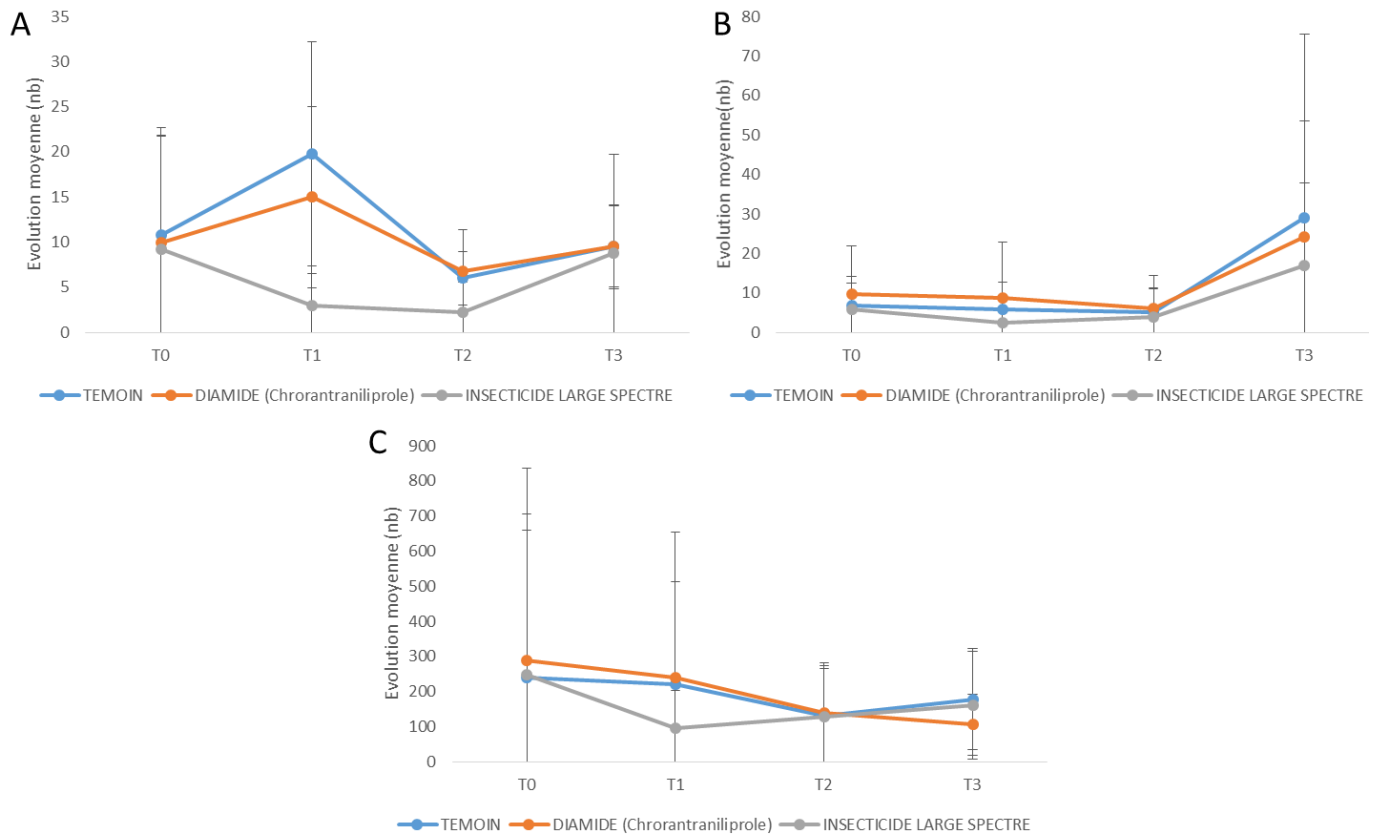 A
Evolution moyenne (nb)
35
30
25
20
15
10
5
0
T0 T1 T2 T3
TEMOIN DIAMIDE (Chrorantraniliprole) INSECTICIDE LARGE SPECTRE
B
Evolution moyenne(nb)
80
70
60
50
40
30
20
10
0
T0 T1 T2 T3
TEMOIN DIAMIDE (Chrorantraniliprole) INSECTICIDE LARGE SPECTRE
C
Evolution moyenne (nb)
900
800
700
600
500
400
300
200
100
0
T0 T1 T2 T3
TEMOIN DIAMIDE (Chrorantraniliprole) INSECTICIDE LARGE SPECTRE